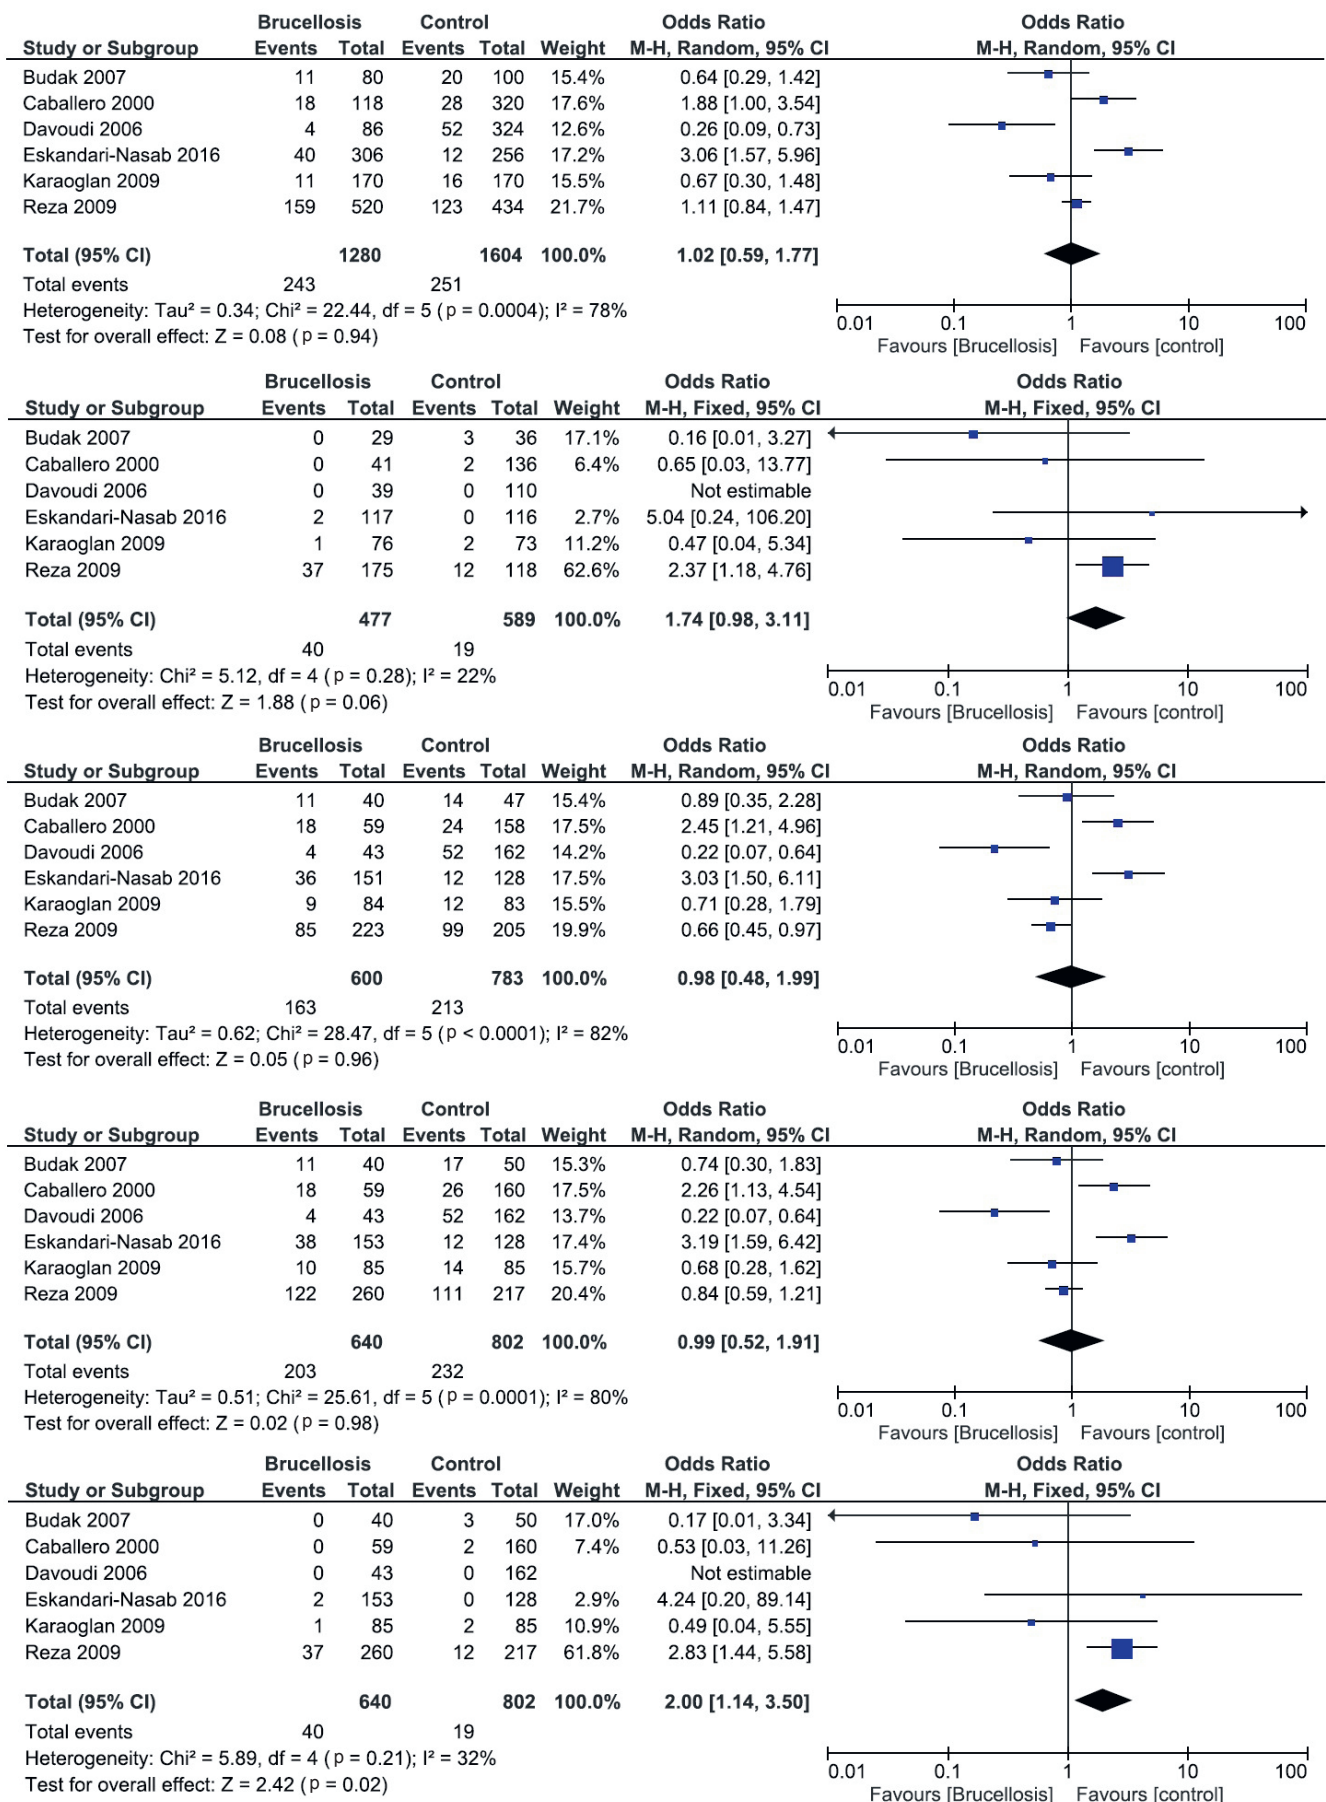 Brucellosis Control Odds Ratio Odds Ratio
Study or Subgroup Events Total Events Total Weight M-H, Random, 95% CI M-H, Random, 95% CI
Budak 2007 11 80 20 100 15.4% 0.64 [0.29, 1.42]
Caballero 2000 18 118 28 320 17.6% 1.88 [1.00, 3.54]
Davoudi 2006 4 86 52 324 12.6% 0.26 [0.09, 0.73]
Eskandari-Nasab 2016 40 306 12 256 17.2% 3.06 [1.57, 5.96]
Karaoglan 2009 11 170 16 170 15.5% 0.67 [0.30, 1.48]
Reza 2009 159 520 123 434 21.7% 1.11 [0.84, 1.47]
Total (95% CI) 1280 1604 100.0% 1.02 [0.59, 1.77]
Total events 243 251
Heterogeneity: Tau² = 0.34; Chi² = 22.44, df = 5 (p = 0.0004); I² = 78%
Test for overall effect: Z = 0.08 (p = 0.94)
0.01 0.1 1 10 100
Favours [Brucellosis] Favours [control]
Brucellosis Control Odds Ratio Odds Ratio
Study or Subgroup Events Total Events Total Weight M-H, Fixed, 95% CI M-H, Fixed, 95% CI
Budak 2007 0 29 3 36 17.1% 0.16 [0.01, 3.27]
Caballero 2000 0 41 2 136 6.4% 0.65 [0.03, 13.77]
Davoudi 2006 0 39 0 110 Not estimable
Eskandari-Nasab 2016 2 117 0 116 2.7% 5.04 [0.24, 106.20]
Karaoglan 2009 1 76 2 73 11.2% 0.47 [0.04, 5.34]
Reza 2009 37 175 12 118 62.6% 2.37 [1.18, 4.76]
Total (95% CI) 477 589 100.0% 1.74 [0.98, 3.11]
Total events 40 19
Heterogeneity: Chi² = 5.12, df = 4 (p = 0.28); I² = 22%
Test for overall effect: Z = 1.88 (p = 0.06)
0.01 0.1 1 10 100
Favours [Brucellosis] Favours [control]
Brucellosis Control Odds Ratio Odds Ratio
Study or Subgroup Events Total Events Total Weight M-H, Random, 95% CI M-H, Random, 95% CI
Budak 2007 11 40 14 47 15.4% 0.89 [0.35, 2.28]
Caballero 2000 18 59 24 158 17.5% 2.45 [1.21, 4.96]
Davoudi 2006 4 43 52 162 14.2% 0.22 [0.07, 0.64]
Eskandari-Nasab 2016 36 151 12 128 17.5% 3.03 [1.50, 6.11]
Karaoglan 2009 9 84 12 83 15.5% 0.71 [0.28, 1.79]
Reza 2009 85 223 99 205 19.9% 0.66 [0.45, 0.97]
Total (95% CI) 600 783 100.0% 0.98 [0.48, 1.99]
Total events 163 213
Heterogeneity: Tau² = 0.62; Chi² = 28.47, df = 5 (p < 0.0001); I² = 82%
Test for overall effect: Z = 0.05 (p = 0.96)
0.01 0.1 1 10 100
Favours [Brucellosis] Favours [control]
Brucellosis Control Odds Ratio Odds Ratio
Study or Subgroup Events Total Events Total Weight M-H, Random, 95% CI M-H, Random, 95% CI
Budak 2007 11 40 17 50 15.3% 0.74 [0.30, 1.83]
Caballero 2000 18 59 26 160 17.5% 2.26 [1.13, 4.54]
Davoudi 2006 4 43 52 162 13.7% 0.22 [0.07, 0.64]
Eskandari-Nasab 2016 38 153 12 128 17.4% 3.19 [1.59, 6.42]
Karaoglan 2009 10 85 14 85 15.7% 0.68 [0.28, 1.62]
Reza 2009 122 260 111 217 20.4% 0.84 [0.59, 1.21]
Total (95% CI) 640 802 100.0% 0.99 [0.52, 1.91]
Total events 203 232
Heterogeneity: Tau² = 0.51; Chi² = 25.61, df = 5 (p = 0.0001); I² = 80%
Test for overall effect: Z = 0.02 (p = 0.98)
0.01 0.1 1 10 100
Favours [Brucellosis] Favours [control]
Brucellosis Control Odds Ratio Odds Ratio
Study or Subgroup Events Total Events Total Weight M-H, Fixed, 95% CI M-H, Fixed, 95% CI
Budak 2007 0 40 3 50 17.0% 0.17 [0.01, 3.34]
Caballero 2000 0 59 2 160 7.4% 0.53 [0.03, 11.26]
Davoudi 2006 0 43 0 162 Not estimable
Eskandari-Nasab 2016 2 153 0 128 2.9% 4.24 [0.20, 89.14]
Karaoglan 2009 1 85 2 85 10.9% 0.49 [0.04, 5.55]
Reza 2009 37 260 12 217 61.8% 2.83 [1.44, 5.58]
Total (95% CI) 640 802 100.0% 2.00 [1.14, 3.50]
Total events 40 19
Heterogeneity: Chi² = 5.89, df = 4 (p = 0.21); I² = 32%
Test for overall effect: Z = 2.42 (p = 0.02)
0.01 0.1 1 10 100
Favours [Brucellosis] Favours [control]